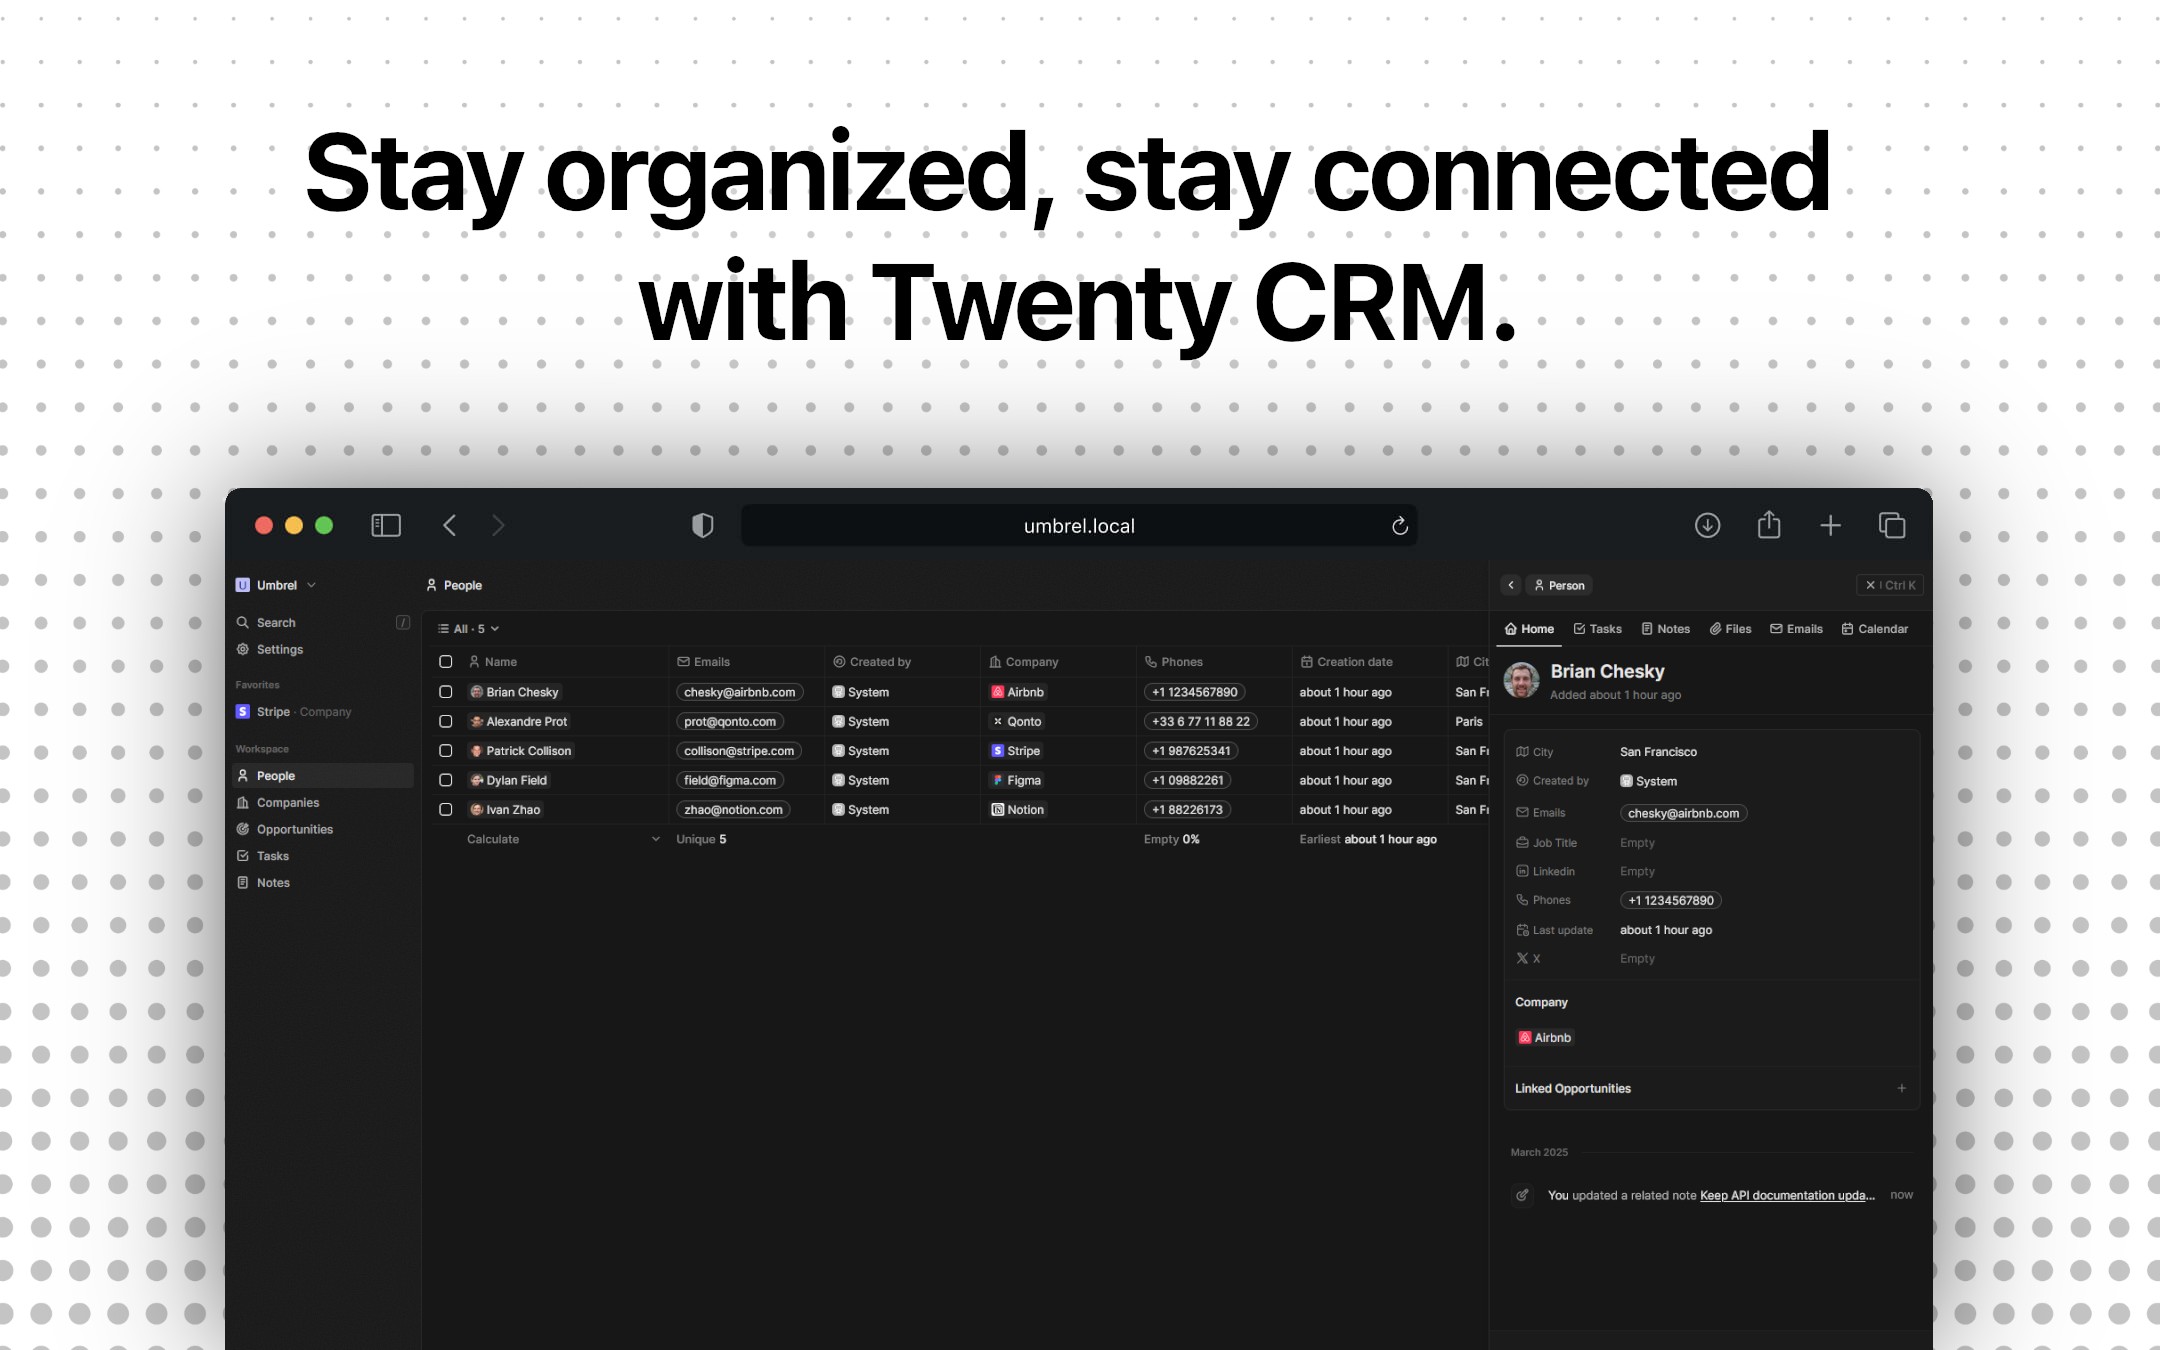 Stay organized, stay connected
with Twenty CRM.
umbrel.local
U Umbrel
Search /
Settings
Favorites
S Stripe · Company
Workspace
People
Companies
Opportunities
Tasks
Notes
People
All · 5
Name Emails Created by Company Phones Creation date Cit
Brian Chesky chesky@airbnb.com System Airbnb +1 1234567890 about 1 hour ago San Fr
Alexandre Prot prot@qonto.com System Qonto +33 6 77 11 88 22 about 1 hour ago Paris
Patrick Collison collison@stripe.com System Stripe +1 987625341 about 1 hour ago San Fr
Dylan Field field@figma.com System Figma +1 09882261 about 1 hour ago San Fr
Ivan Zhao zhao@notion.com System Notion +1 88226173 about 1 hour ago San Fr
Calculate Unique 5 Empty 0% Earliest about 1 hour ago
Person Ctrl K
Home Tasks Notes Files Emails Calendar
Brian Chesky
Added about 1 hour ago
City San Francisco
Created by System
Emails chesky@airbnb.com
Job Title Empty
Linkedin Empty
Phones +1 1234567890
Last update about 1 hour ago
X Empty
Company
Airbnb
Linked Opportunities
March 2025
You updated a related note Keep API documentation upda... now